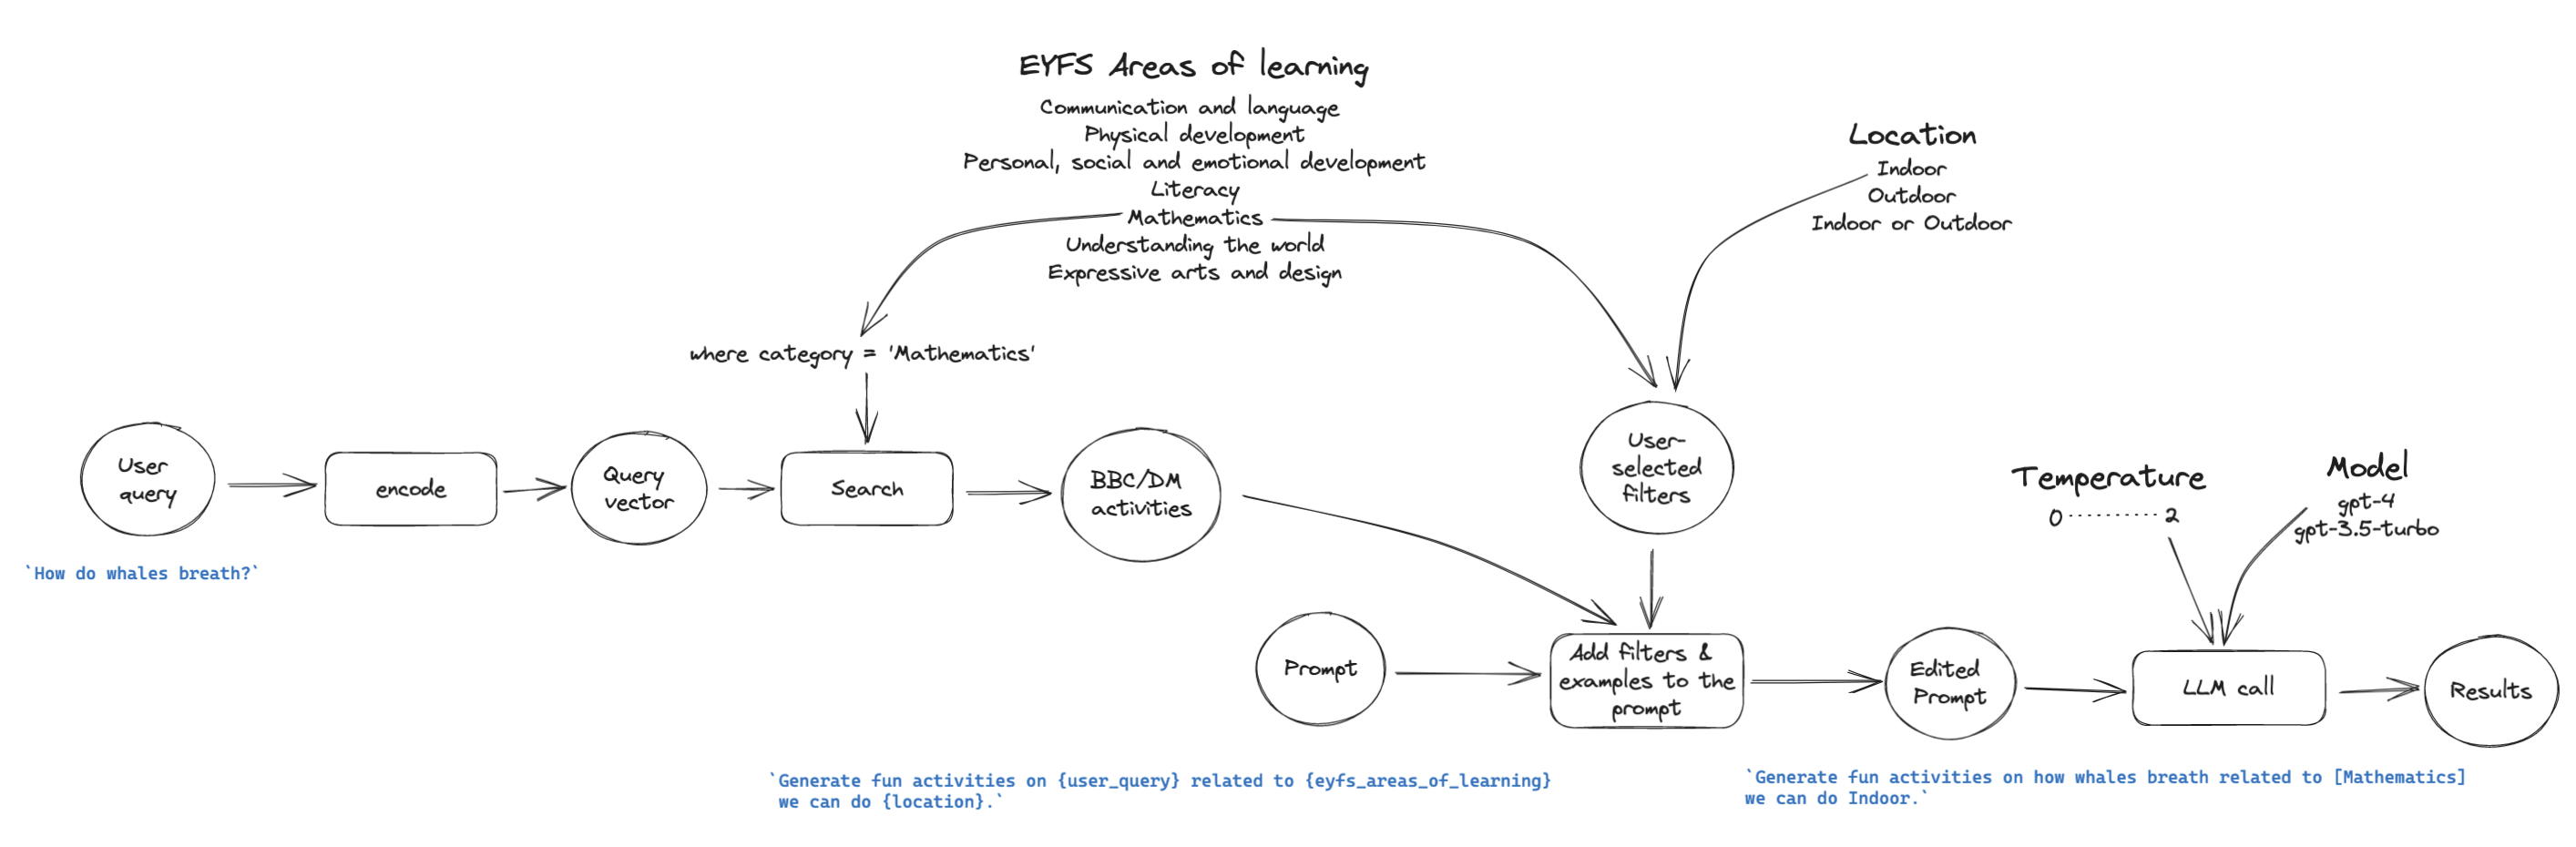 EYFS Areas of learning
Communication and language
Physical development
Personal, social and emotional development
Literacy
Mathematics
Understanding the world
Expressive arts and design
Location
Indoor
Outdoor
Indoor or Outdoor
where category = 'Mathematics'
User
query
encode
Query
vector
Search
BBC/DM
activities
User-
selected
filters
Temperature
0 ·········· 2
Model
gpt-4
gpt-3.5-turbo
`How do whales breath?`
Prompt
Add filters &
examples to the
prompt
Edited
Prompt
LLM call
Results
`Generate fun activities on {user_query} related to {eyfs_areas_of_learning}
we can do {location}.`
`Generate fun activities on how whales breath related to [Mathematics]
we can do Indoor.`